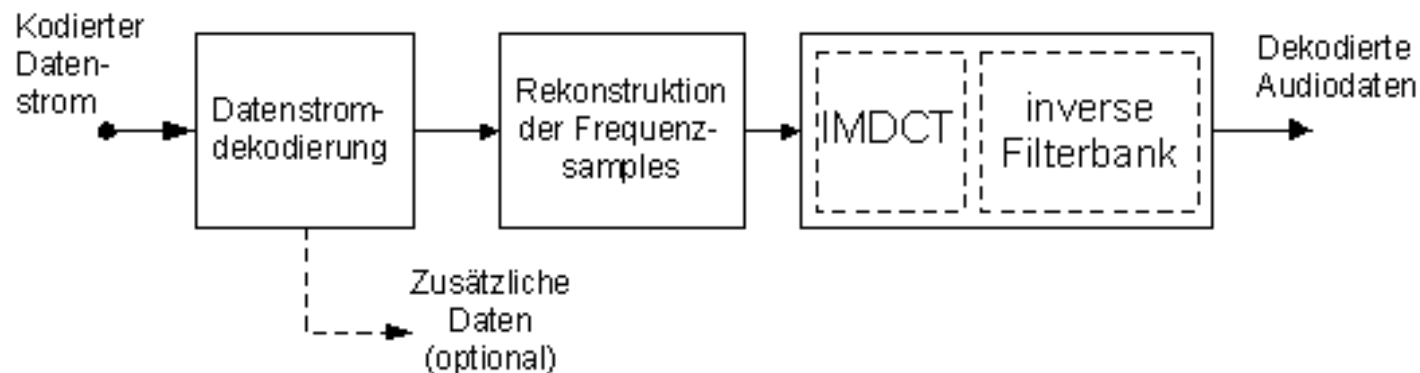 Kodierter
Daten-
strom
Datenstrom-
dekodierung
Rekonstruktion
der Frequenz-
samples
IMDCT
inverse
Filterbank
Dekodierte
Audiodaten
Zusätzliche
Daten
(optional)